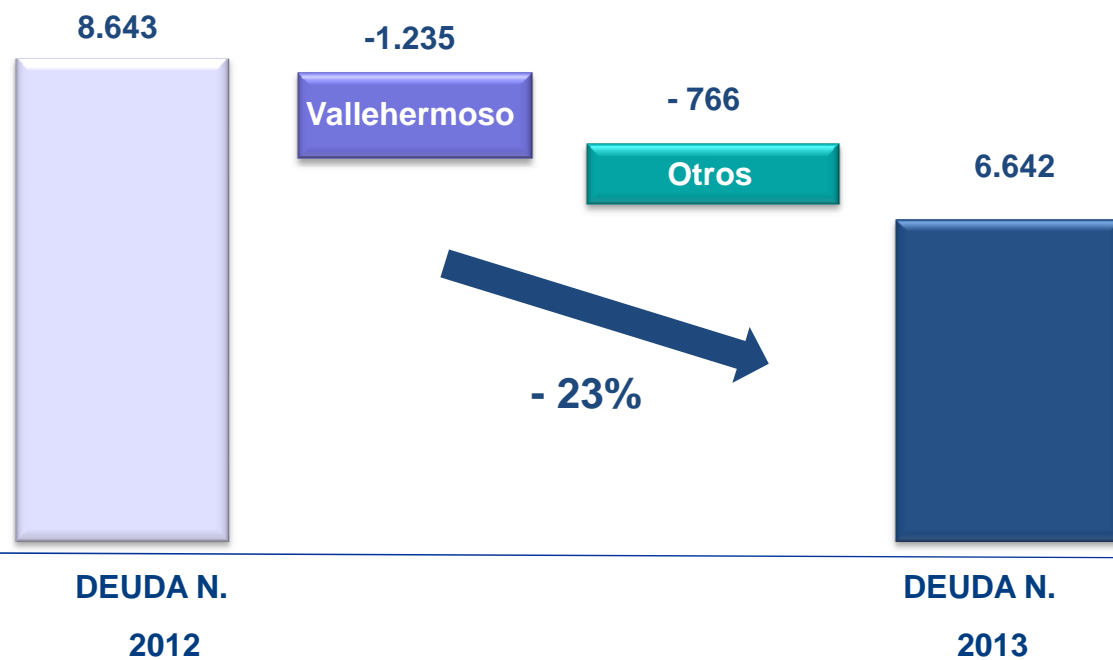 8.643
-1.235
Vallehermoso
- 766
Otros
6.642
- 23%
DEUDA N.
2012
DEUDA N.
2013